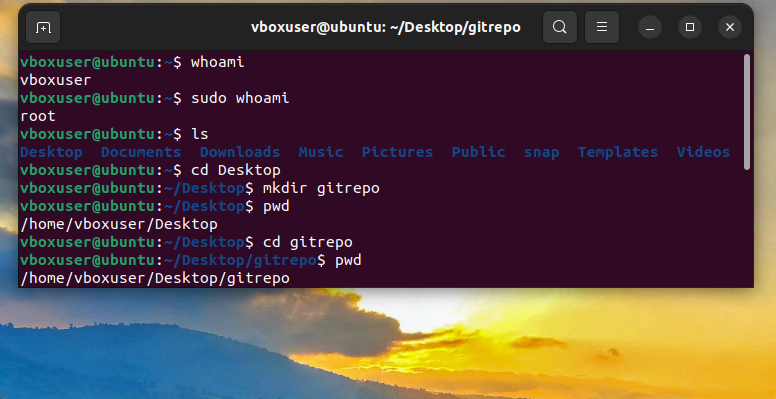 vboxuser@ubuntu: ~/Desktop/gitrepo
vboxuser@ubuntu:~$ whoami
vboxuser
vboxuser@ubuntu:~$ sudo whoami
root
vboxuser@ubuntu:~$ ls
Desktop  Documents  Downloads  Music  Pictures  Public  snap  Templates  Videos
vboxuser@ubuntu:~$ cd Desktop
vboxuser@ubuntu:~/Desktop$ mkdir gitrepo
vboxuser@ubuntu:~/Desktop$ pwd
/home/vboxuser/Desktop
vboxuser@ubuntu:~/Desktop$ cd gitrepo
vboxuser@ubuntu:~/Desktop/gitrepo$ pwd
/home/vboxuser/Desktop/gitrepo